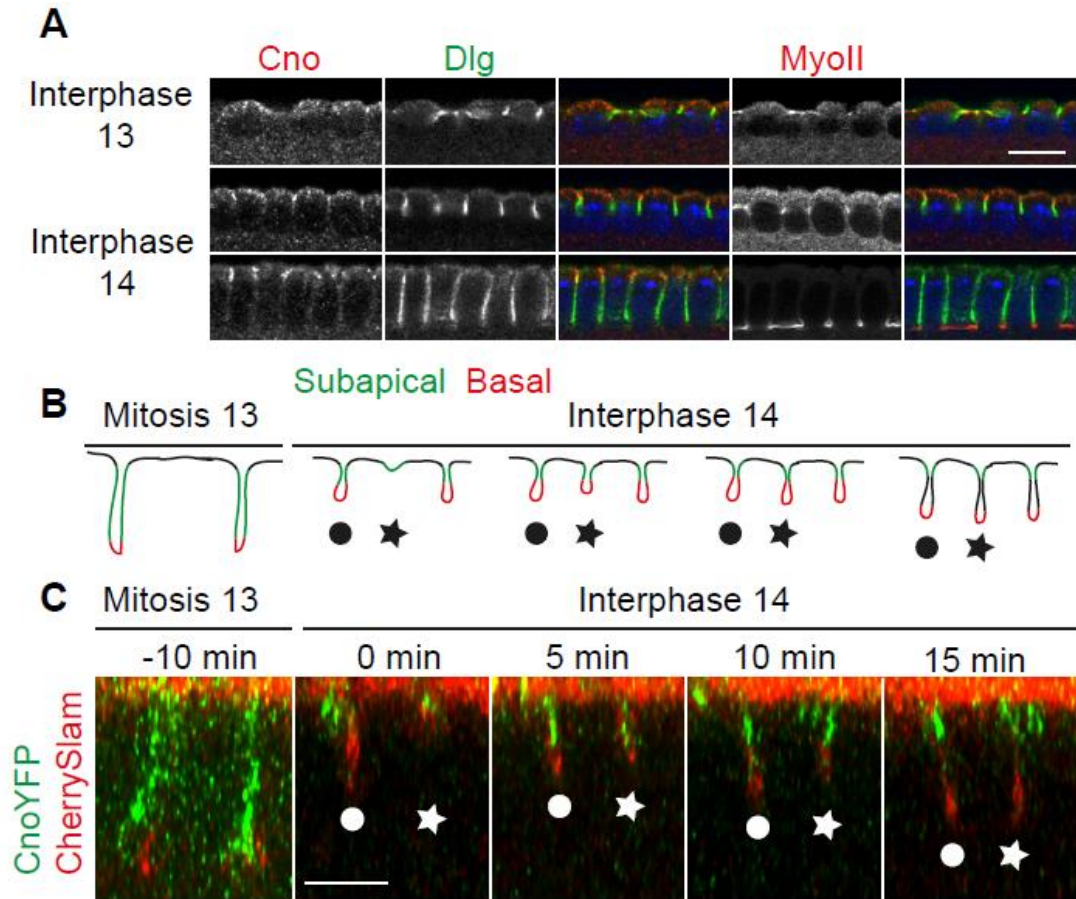 A
Cno Dlg MyoII
Interphase
13
Interphase
14
B
Subapical Basal
Mitosis 13 Interphase 14
C
Mitosis 13 Interphase 14
-10 min 0 min 5 min 10 min 15 min
CnoYFP
CherrySlam